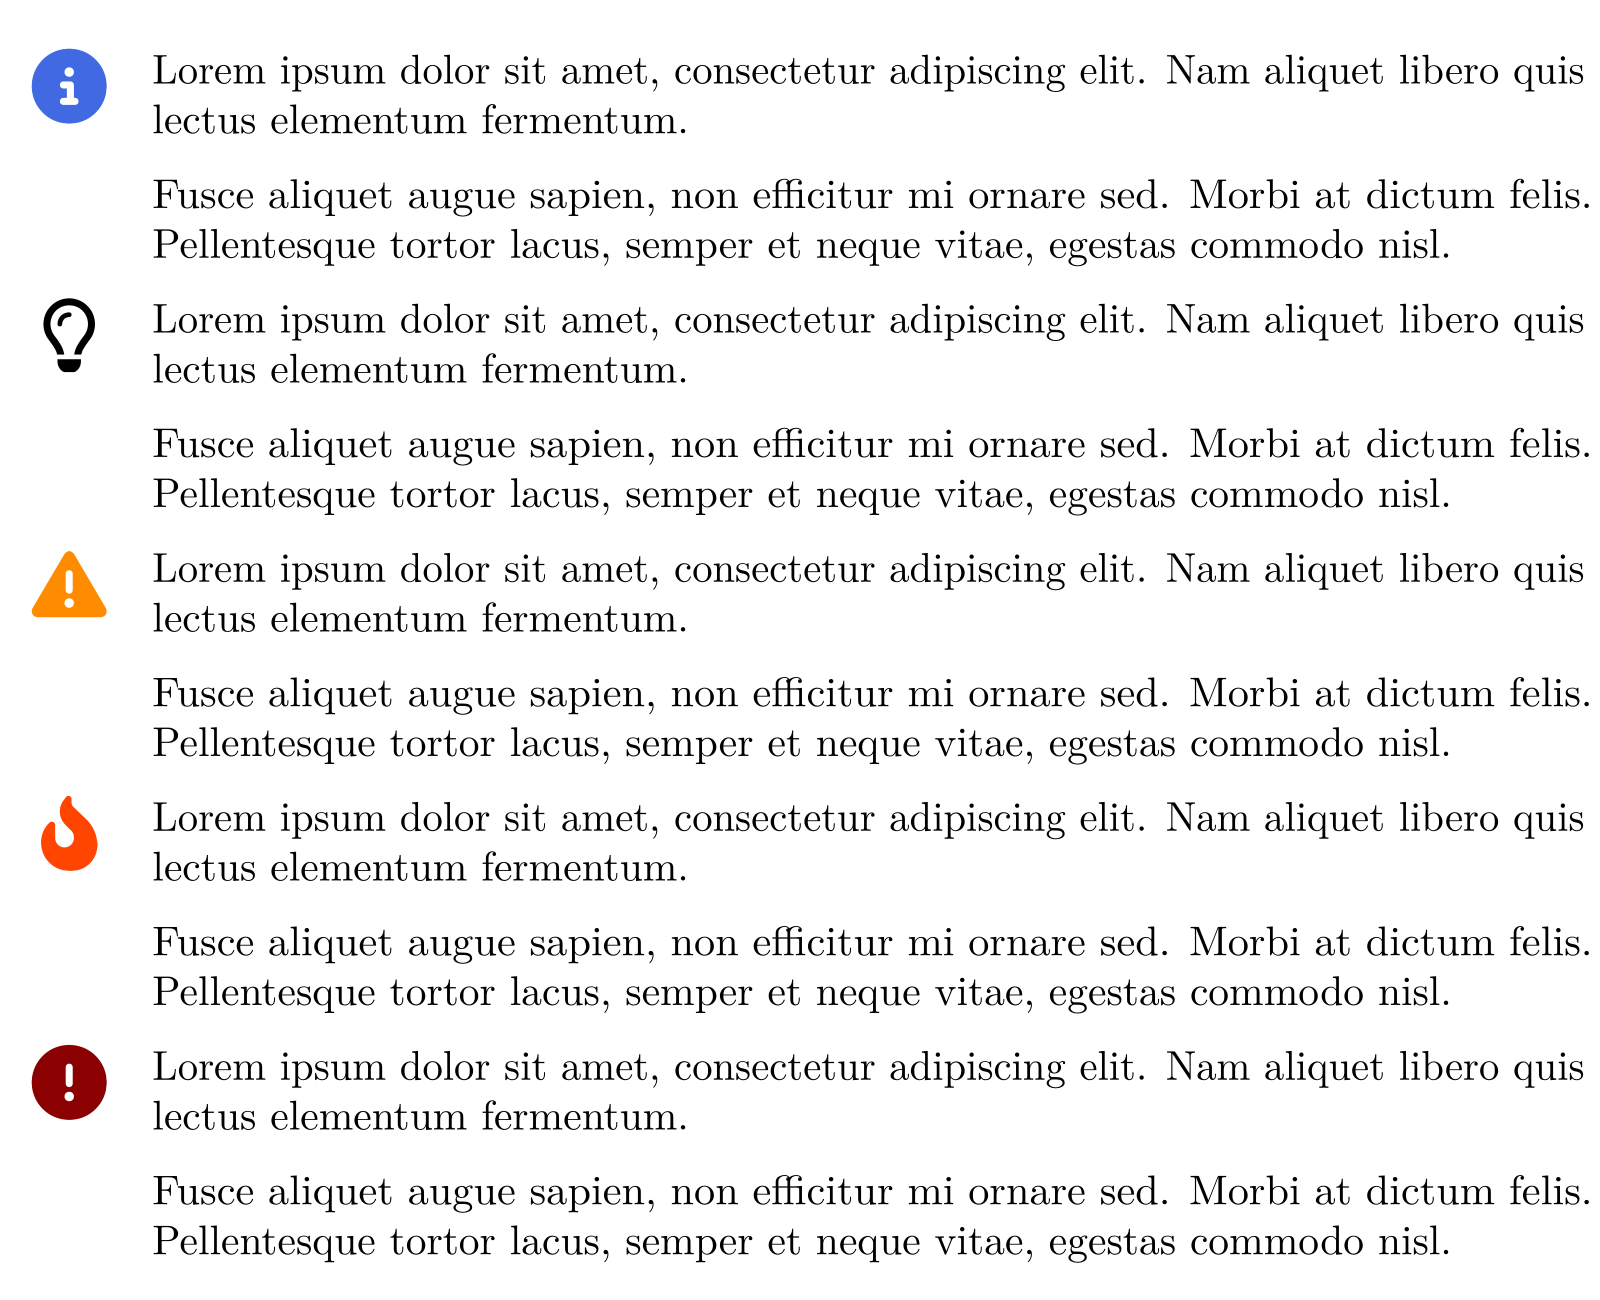 Lorem ipsum dolor sit amet, consectetur adipiscing elit. Nam aliquet libero quis
lectus elementum fermentum.
Fusce aliquet augue sapien, non efficitur mi ornare sed. Morbi at dictum felis.
Pellentesque tortor lacus, semper et neque vitae, egestas commodo nisl.
Lorem ipsum dolor sit amet, consectetur adipiscing elit. Nam aliquet libero quis
lectus elementum fermentum.
Fusce aliquet augue sapien, non efficitur mi ornare sed. Morbi at dictum felis.
Pellentesque tortor lacus, semper et neque vitae, egestas commodo nisl.
Lorem ipsum dolor sit amet, consectetur adipiscing elit. Nam aliquet libero quis
lectus elementum fermentum.
Fusce aliquet augue sapien, non efficitur mi ornare sed. Morbi at dictum felis.
Pellentesque tortor lacus, semper et neque vitae, egestas commodo nisl.
Lorem ipsum dolor sit amet, consectetur adipiscing elit. Nam aliquet libero quis
lectus elementum fermentum.
Fusce aliquet augue sapien, non efficitur mi ornare sed. Morbi at dictum felis.
Pellentesque tortor lacus, semper et neque vitae, egestas commodo nisl.
Lorem ipsum dolor sit amet, consectetur adipiscing elit. Nam aliquet libero quis
lectus elementum fermentum.
Fusce aliquet augue sapien, non efficitur mi ornare sed. Morbi at dictum felis.
Pellentesque tortor lacus, semper et neque vitae, egestas commodo nisl.